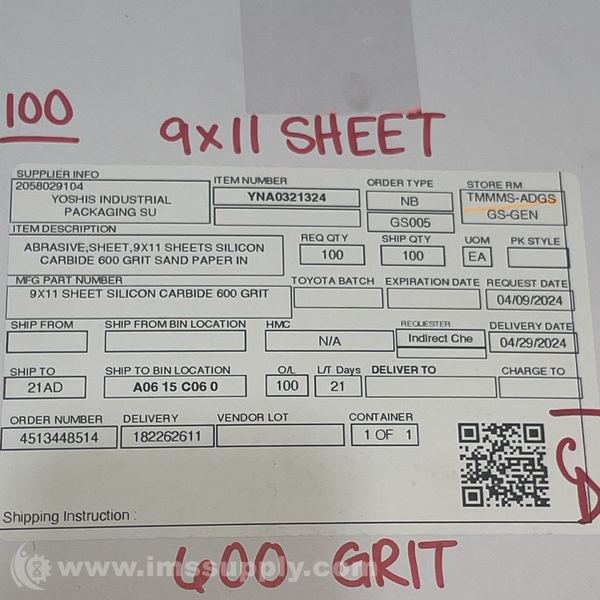 100
9X11 SHEET
SUPPLIER INFO
2058029104
YOSHIS INDUSTRIAL
PACKAGING SU
ITEM NUMBER
YNA0321324
ORDER TYPE
NB
GS005
STORE RM
TMMMS-ADGS
GS-GEN
ITEM DESCRIPTION
ABRASIVE,SHEET,9X11 SHEETS SILICON
CARBIDE 600 GRIT SAND PAPER IN
REQ QTY
100
SHIP QTY
100
UOM
EA
PK STYLE
MFG PART NUMBER
9X11 SHEET SILICON CARBIDE 600 GRIT
TOYOTA BATCH
EXPIRATION DATE
REQUEST DATE
04/09/2024
SHIP FROM
SHIP FROM BIN LOCATION
HMC
N/A
REQUESTER
Indirect Che
DELIVERY DATE
04/29/2024
SHIP TO
21AD
SHIP TO BIN LOCATION
A06 15 C06 0
O/L
100
L/T Days
21
DELIVER TO
CHARGE TO
ORDER NUMBER
4513448514
DELIVERY
182262611
VENDOR LOT
CONTAINER
1 OF 1
Shipping Instruction :
600 GRIT
www.imssupply.com